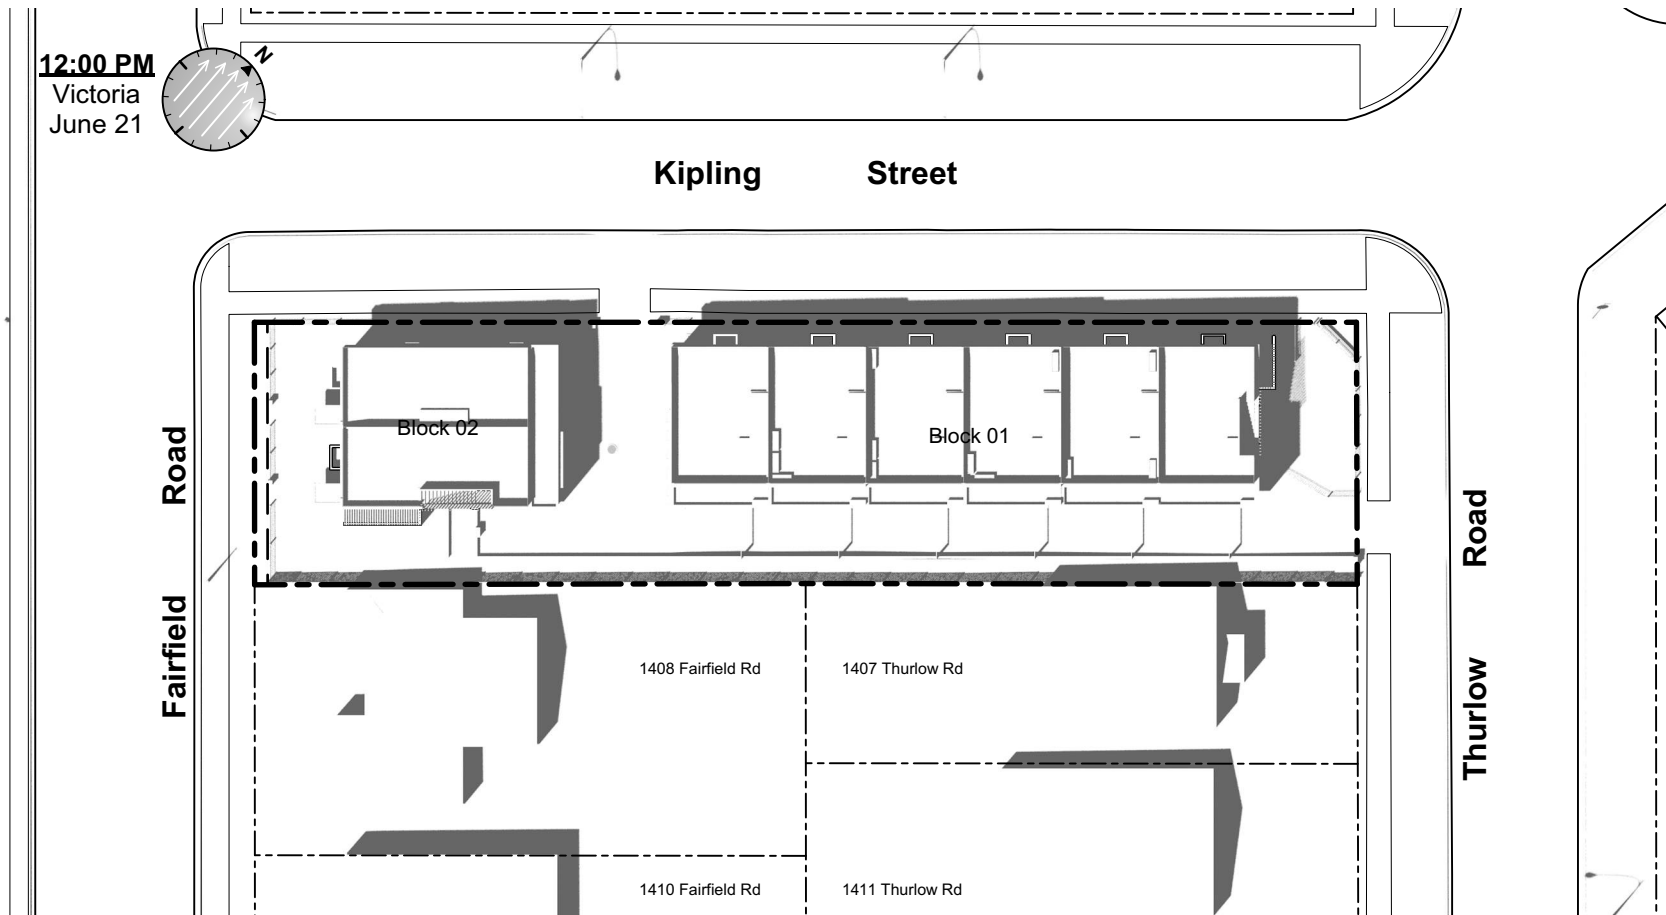 N
12:00 PM
Victoria
June 21
Kipling Street
Block 02
Block 01
Fairfield Road
Thurlow Road
1408 Fairfield Rd
1407 Thurlow Rd
1410 Fairfield Rd
1411 Thurlow Rd